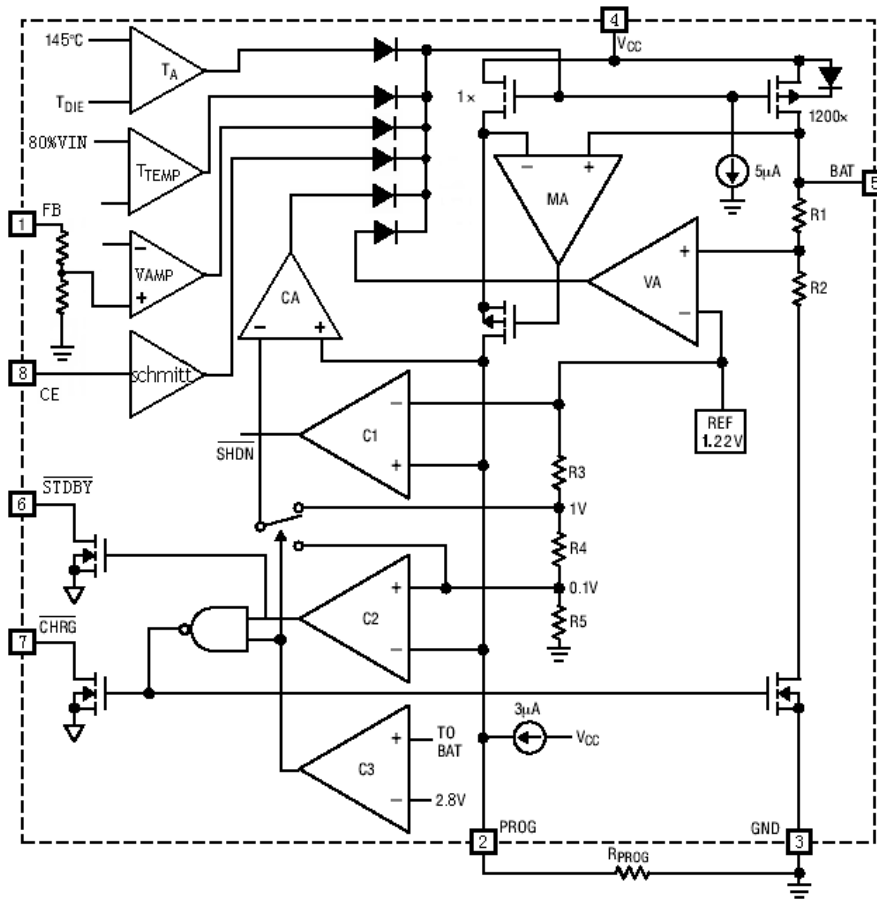 4
VCC
145°C
TA
TDIE
1×
1200×
80%VIN
TTEMP
− +
MA
5μA
BAT
5
1
FB
R1
−
VAMP
+
CA
− +
+
VA
−
R2
8
CE
schmitt
REF
1.22V
−
C1
+
SHDN
R3
1V
STDBY
6
R4
+
C2
−
0.1V
R5
CHRG
7
3μA
VCC
+
C3
−
TO
BAT
2.8V
2
PROG
GND
3
RPROG